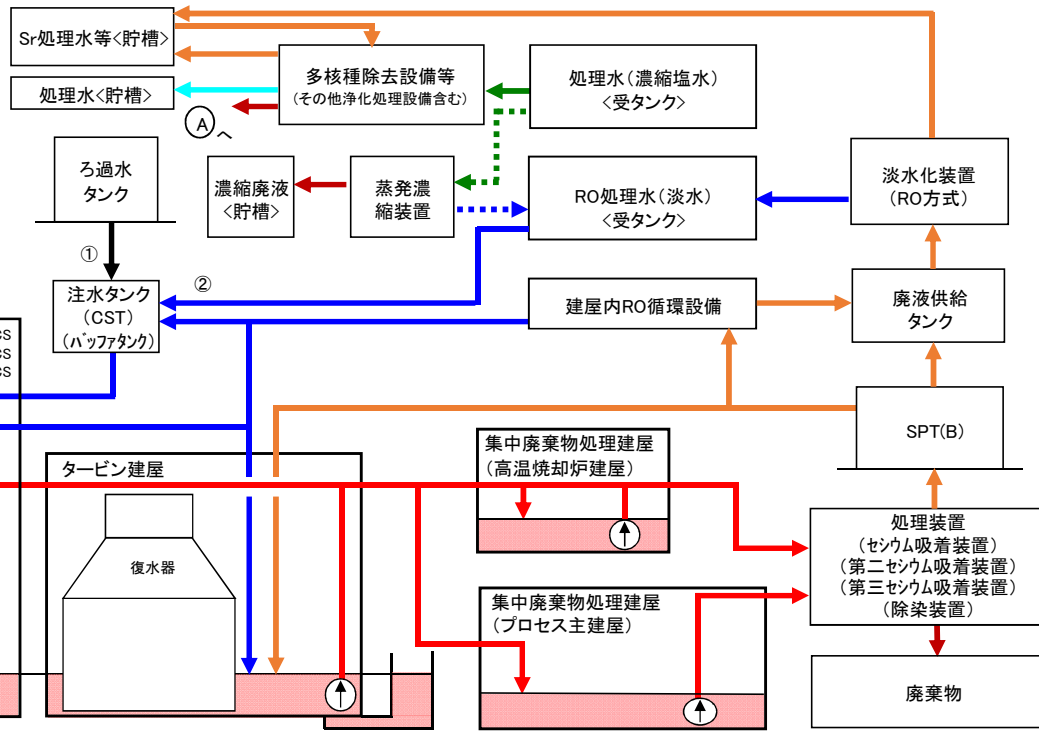 Sr処理水等<貯槽>
処理水<貯槽>
多核種除去設備等
(その他浄化処理設備含む)
処理水(濃縮塩水)
<受タンク>
A
へ
ろ過水
タンク
濃縮廃液
<貯槽>
蒸発濃
縮装置
RO処理水(淡水)
<受タンク>
淡水化装置
(RO方式)
①
②
注水タンク
(CST)
(バッファタンク)
建屋内RO循環設備
廃液供給
タンク
CS
CS
CS
SPT(B)
タービン建屋
復水器
集中廃棄物処理建屋
(高温焼却炉建屋)
集中廃棄物処理建屋
(プロセス主建屋)
処理装置
(セシウム吸着装置)
(第二セシウム吸着装置)
(第三セシウム吸着装置)
(除染装置)
廃棄物